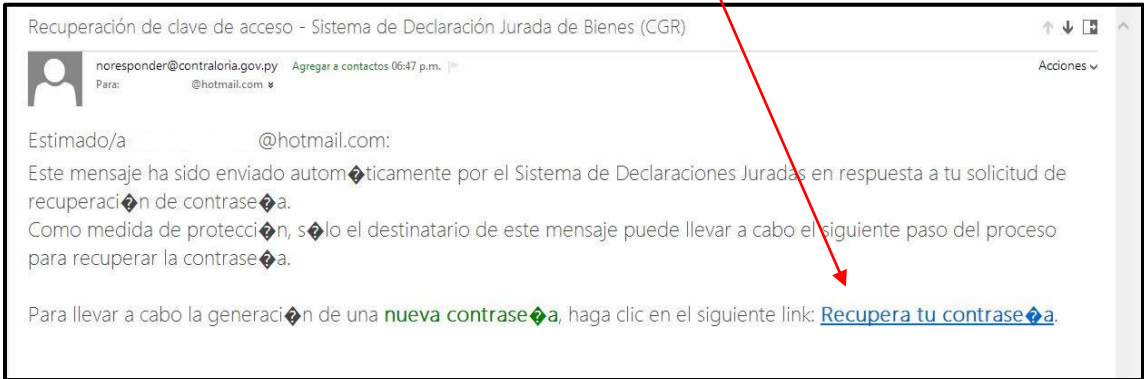 Recuperación de clave de acceso - Sistema de Declaración Jurada de Bienes (CGR)
noresponder@contraloria.gov.py Agregar a contactos 06:47 p.m.
Acciones
Para: @hotmail.com
Estimado/a @hotmail.com:
Este mensaje ha sido enviado autom�ticamente por el Sistema de Declaraciones Juradas en respuesta a tu solicitud de
recuperaci�n de contrase�a.
Como medida de protecci�n, s�lo el destinatario de este mensaje puede llevar a cabo el siguiente paso del proceso
para recuperar la contrase�a.
Para llevar a cabo la generaci�n de una nueva contrase�a, haga clic en el siguiente link: Recupera tu contrase�a.